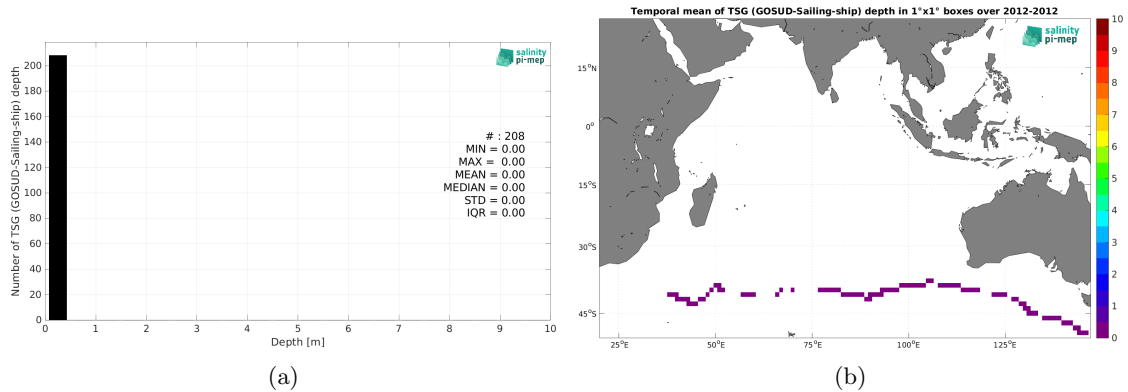 salinity
pi-mep
Number of TSG (GOSUD-Sailing-ship) depth
200
180
160
140
120
100
80
60
40
20
0
# : 208
MIN = 0.00
MAX = 0.00
MEAN = 0.00
MEDIAN = 0.00
STD = 0.00
IQR = 0.00
0 1 2 3 4 5 6 7 8 9 10
Depth [m]
(a)
Temporal mean of TSG (GOSUD-Sailing-ship) depth in 1°x1° boxes over 2012-2012
salinity
pi-mep
15°N
0°
15°S
30°S
45°S
25°E 50°E 75°E 100°E 125°E
10
9
8
7
6
5
4
3
2
1
0
(b)